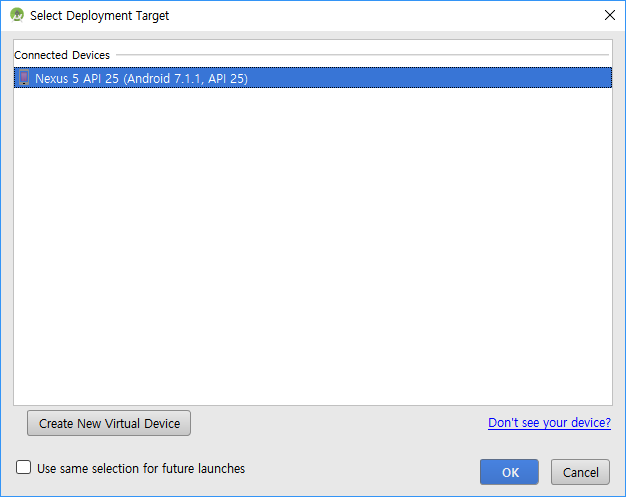 Select Deployment Target
Connected Devices
Nexus 5 API 25 (Android 7.1.1, API 25)
Create New Virtual Device
Don't see your device?
Use same selection for future launches
OK
Cancel